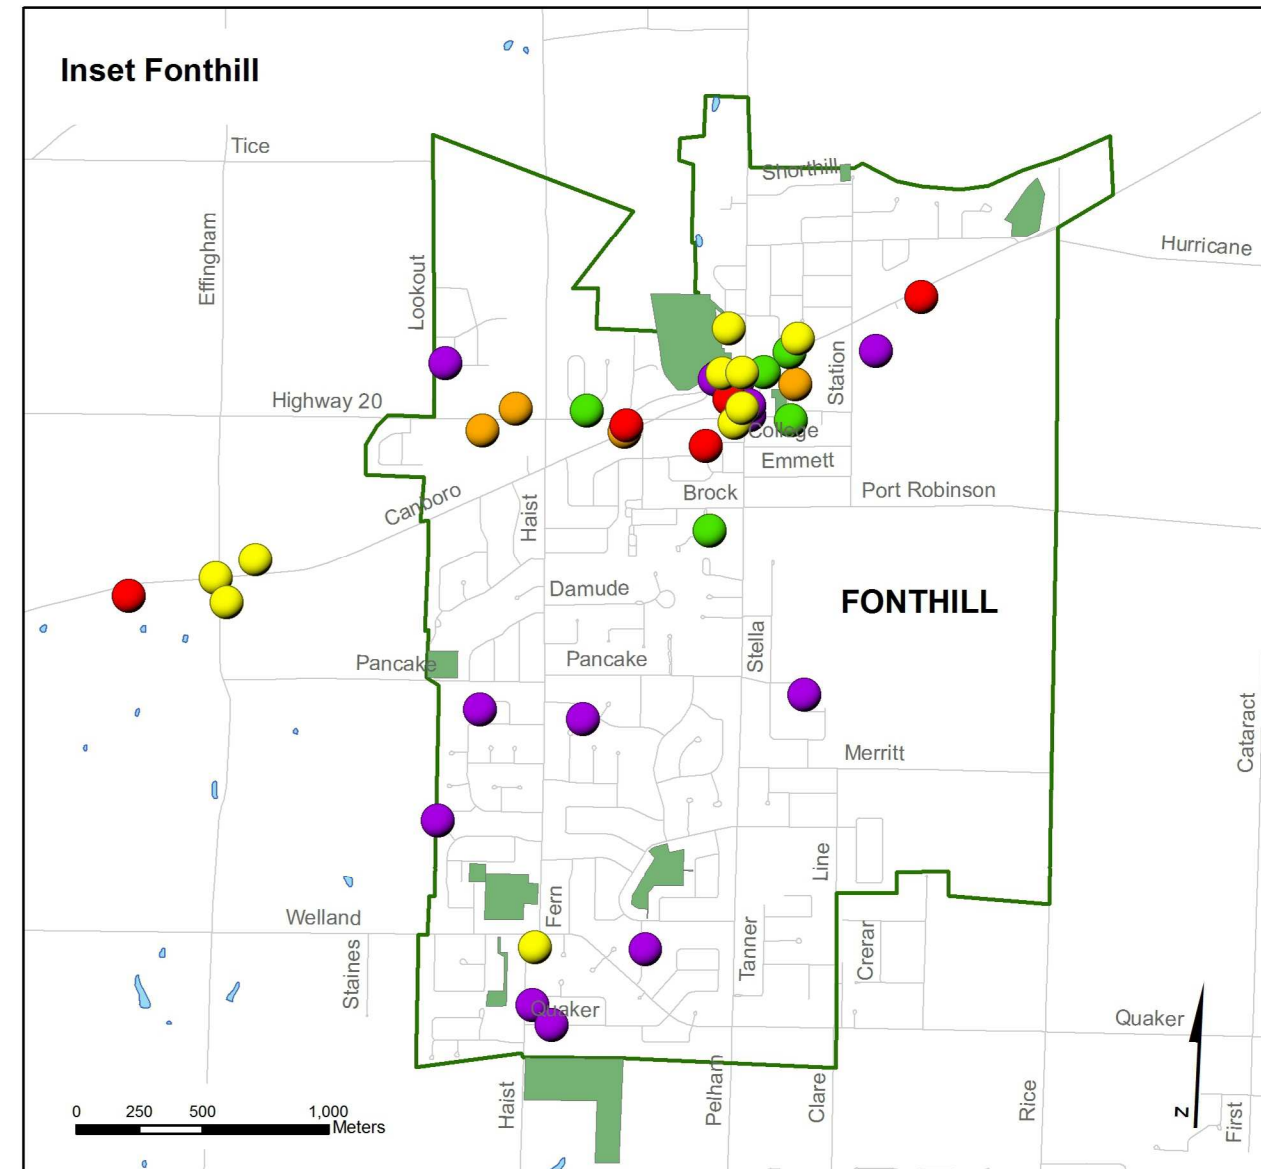 Inset Fonthill
Tice
Shorthill
Hurricane
Effingham
Lookout
Station
Highway 20
College
Emmett
Canboro
Haist
Brock
Port Robinson
Damude
FONTHILL
Stella
Pancake
Pancake
Cataract
Merritt
Line
Fern
Welland
Staines
Tanner
Crerar
Quaker
Quaker
Haist
Pelham
Clare
Rice
First
0 250 500 1,000
Meters
N